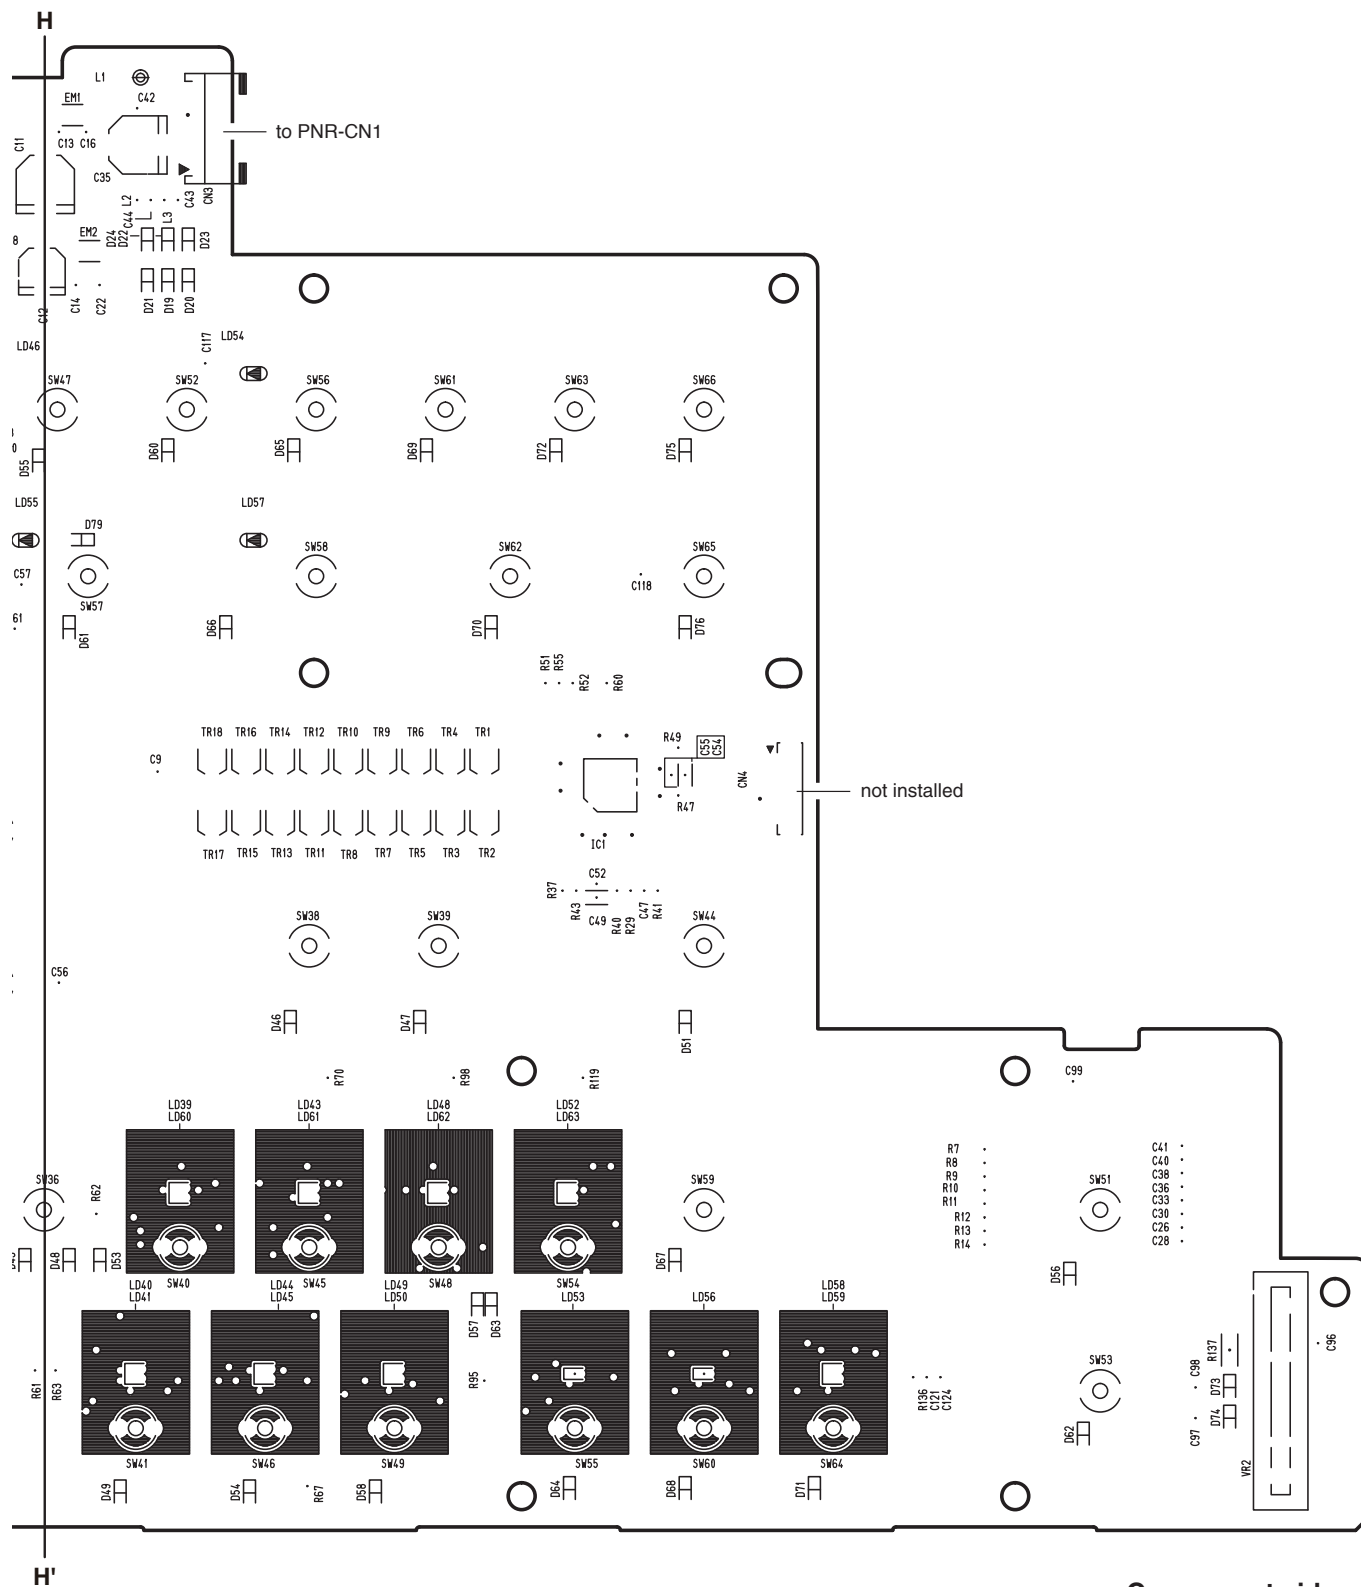 H
L1
EM1
C42
to PNR-CN1
C11
C13 C16
C35
L2
C44
L3
C43
CN3
8
EM2
D24
D22
D23
C12
C14
C22
D21
D19
D20
LD46
C117
LD54
SW47
SW52
SW56
SW61
SW63
SW66
0
D55
D60
D65
D69
D72
D75
LD55
LD57
D79
SW58
SW62
SW65
C57
C118
SW57
61
D61
D66
D70
D76
R51
R55
R52
R60
TR18 TR16 TR14 TR12 TR10 TR9 TR6 TR4 TR1
R49
C55
C54
C9
CN4
not installed
R47
IC1
TR17 TR15 TR13 TR11 TR8 TR7 TR5 TR3 TR2
C52
R37
R43
C49
R40
R29
C47
R41
SW38
SW39
SW44
C56
D46
D47
D51
R70
R98
R119
C99
LD39
LD60
LD43
LD61
LD48
LD62
LD52
LD63
R7
R8
R9
R10
R11
R12
R13
R14
C41
C40
C38
C36
C33
C30
C26
C28
SW36
R62
SW59
SW51
D48
D53
D67
D56
SW40
SW45
SW48
SW54
LD40
LD41
LD44
LD45
LD49
LD50
LD53
LD56
LD58
LD59
D57
D63
R61
R63
R95
R136
C121
C124
SW53
R137
C96
C98
D73
D74
C97
D62
VR2
SW41
SW46
SW49
SW55
SW60
SW64
D49
D54
R67
D58
D64
D68
D71
H'